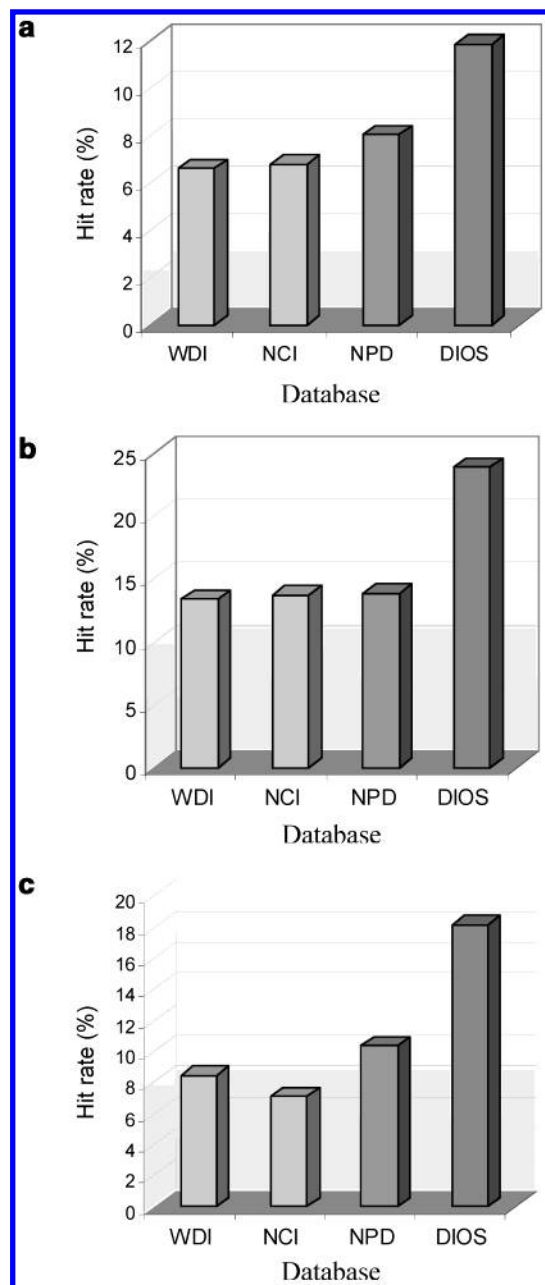 a
Hit rate (%)
12
10
8
6
4
2
0
WDI NCI NPD DIOS
Database
b
Hit rate (%)
25
20
15
10
5
0
WDI NCI NPD DIOS
Database
c
Hit rate (%)
20
18
16
14
12
10
8
6
4
2
0
WDI NCI NPD DIOS
Database